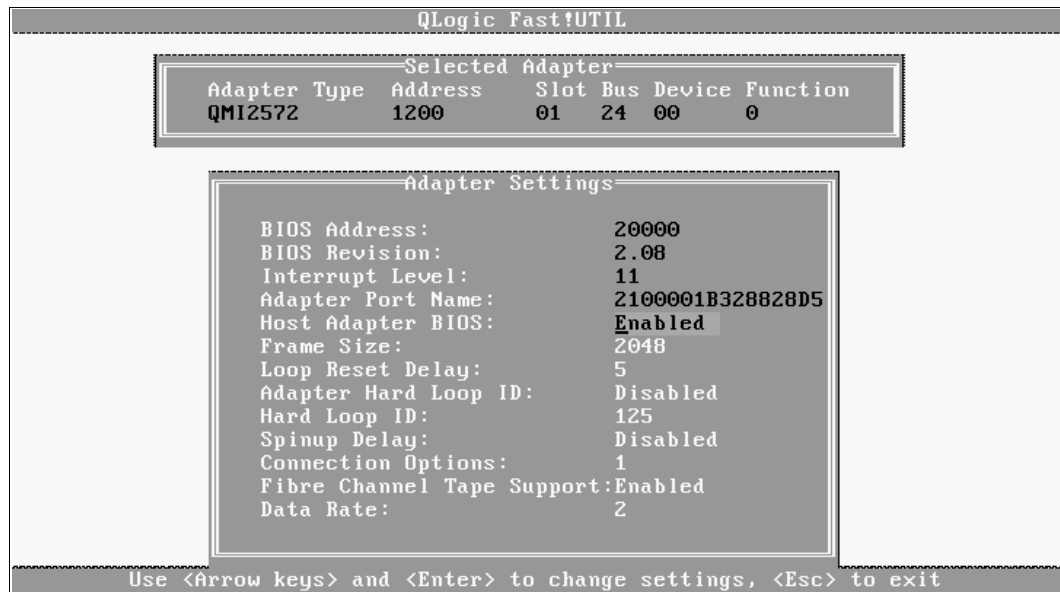 QLogic Fast!UTIL
Selected Adapter
Adapter Type Address Slot Bus Device Function
QMI2572 1200 01 24 00 0
Adapter Settings
BIOS Address: 20000
BIOS Revision: 2.08
Interrupt Level: 11
Adapter Port Name: 2100001B328828D5
Host Adapter BIOS: Enabled
Frame Size: 2048
Loop Reset Delay: 5
Adapter Hard Loop ID: Disabled
Hard Loop ID: 125
Spinup Delay: Disabled
Connection Options: 1
Fibre Channel Tape Support:Enabled
Data Rate: 2
Use <Arrow keys> and <Enter> to change settings, <Esc> to exit